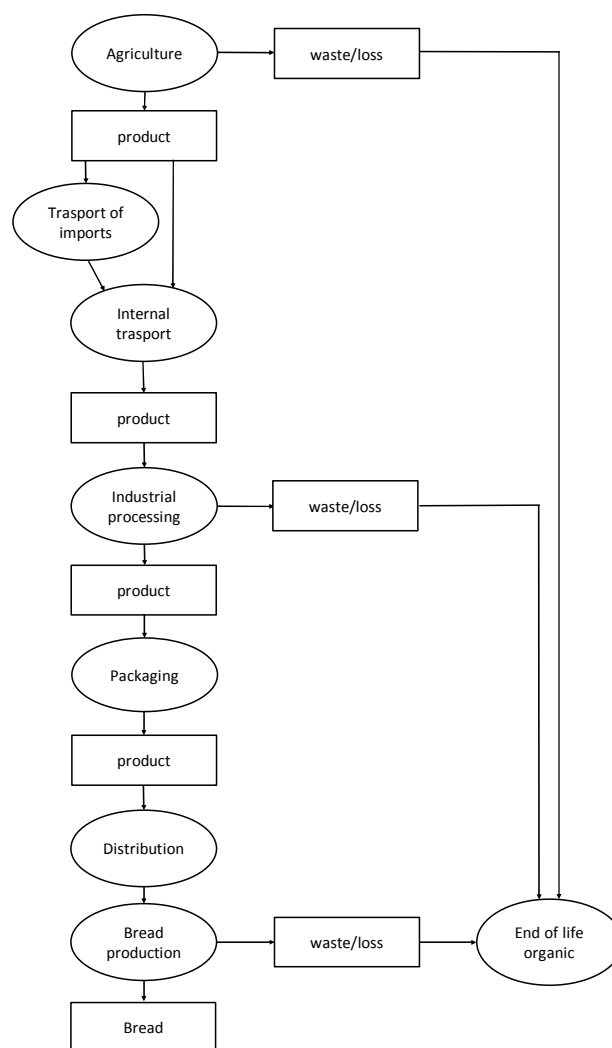 Agriculture
waste/loss
product
Trasport of
imports
Internal
trasport
product
Industrial
processing
waste/loss
product
Packaging
product
Distribution
Bread
production
waste/loss
End of life
organic
Bread